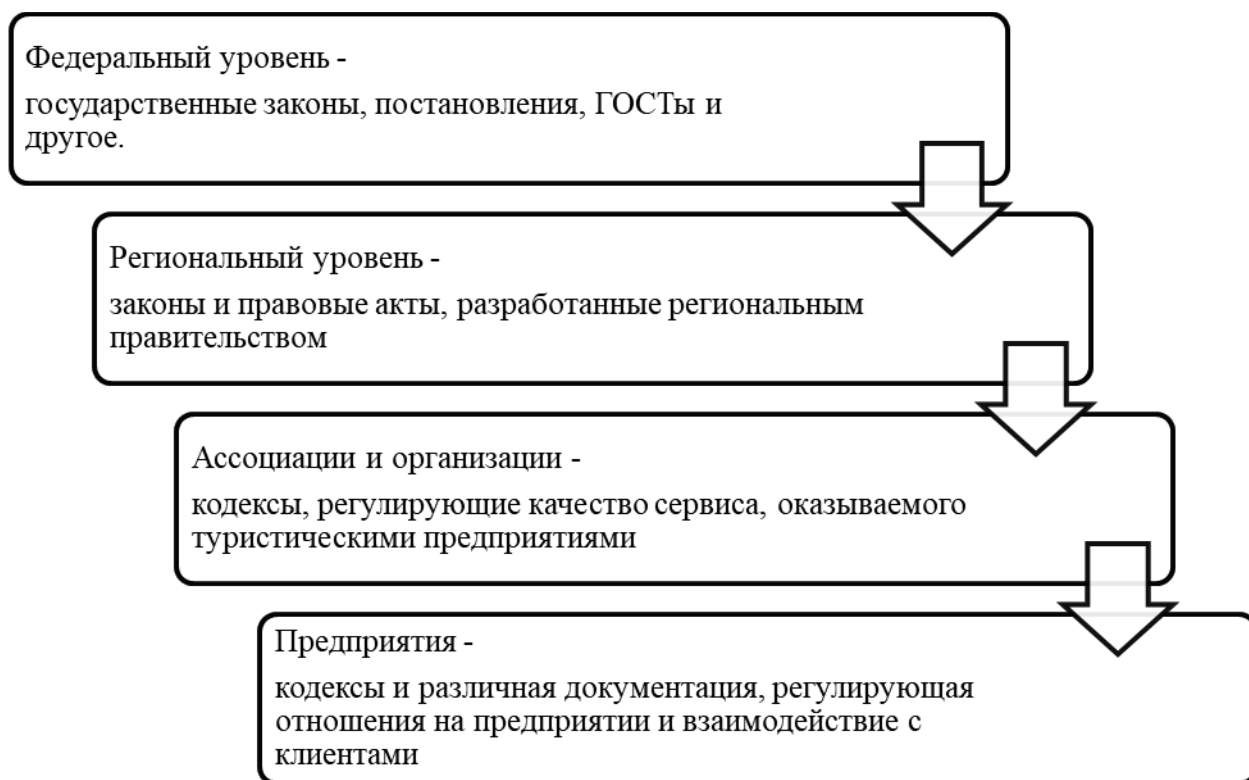 Федеральный уровень -
государственные законы, постановления, ГОСТы и
другое.
Региональный уровень -
законы и правовые акты, разработанные региональным
правительством
Ассоциации и организации -
кодексы, регулирующие качество сервиса, оказываемого
туристическими предприятиями
Предприятия -
кодексы и различная документация, регулирующая
отношения на предприятии и взаимодействие с
клиентами